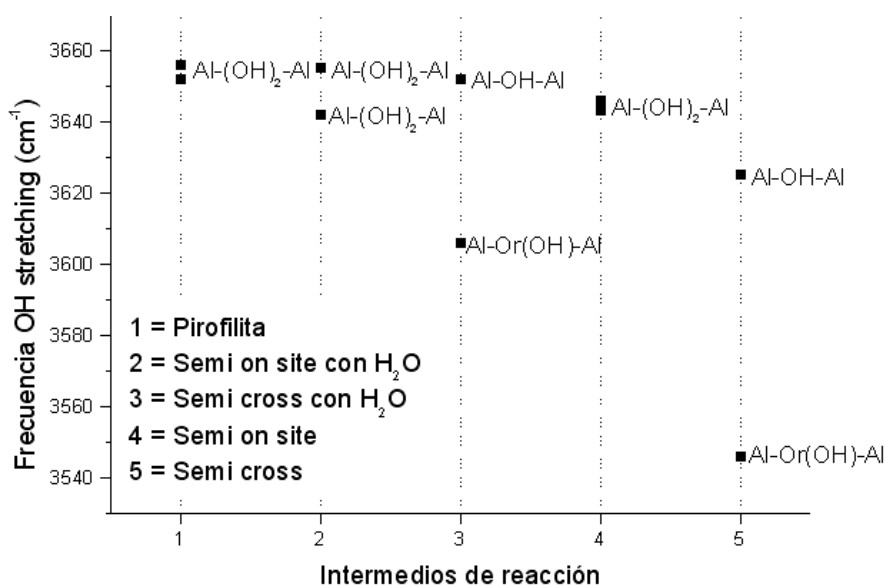 Frecuencia OH stretching (cm⁻¹)
3660
3640
3620
3600
3580
3560
3540
Al-(OH)₂-Al
Al-(OH)₂-Al
Al-(OH)₂-Al
Al-OH-Al
Al-Or(OH)-Al
Al-(OH)₂-Al
Al-OH-Al
Al-Or(OH)-Al
1 = Pirofilita
2 = Semi on site con H₂O
3 = Semi cross con H₂O
4 = Semi on site
5 = Semi cross
1 2 3 4 5
Intermedios de reacción